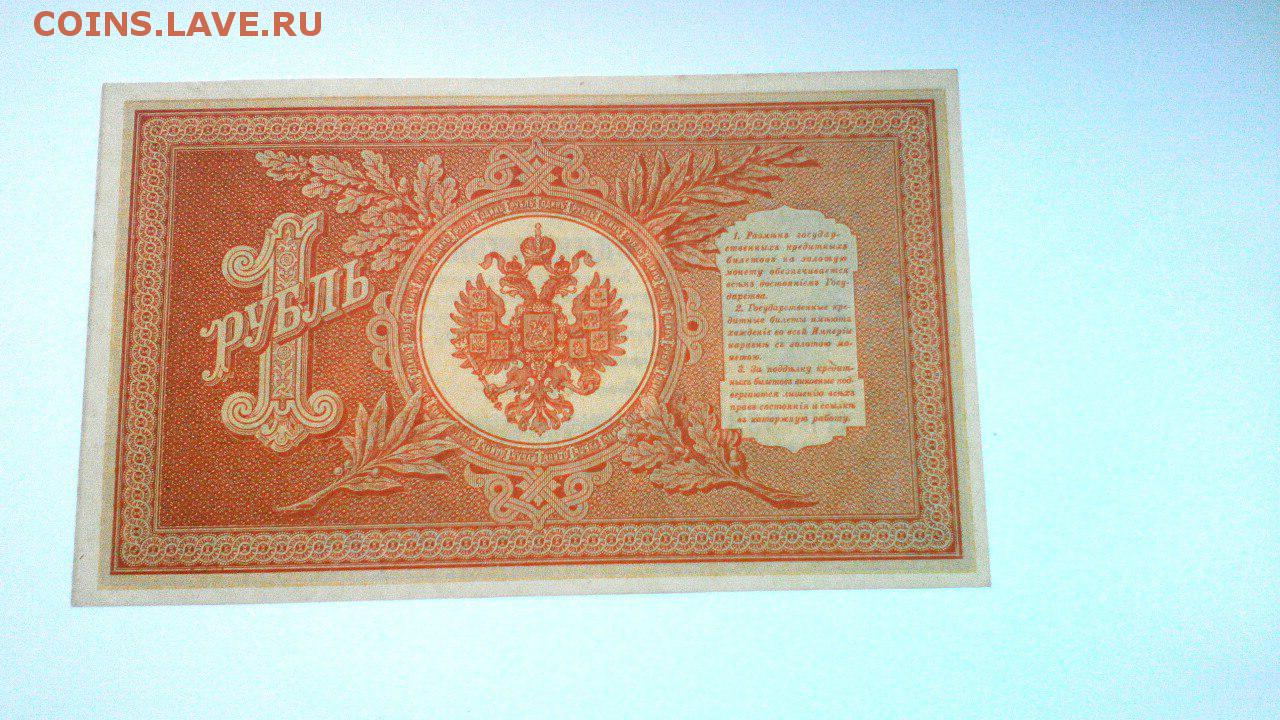 COINS.LAVE.RU
1
РУБЛЬ
1. Размѣнъ государ-
ственныхъ кредитныхъ
билетовъ на золотую
монету обезпечивается
всѣмъ достояніемъ Госу-
дарства.
2. Государственные кре-
дитные билеты имѣютъ
хожденіе во всей Имперіи
наравнѣ съ золотою мо-
нетою.
3. За поддѣлку кредит-
ныхъ билетовъ виновные под-
вергаются лишенію всѣхъ
правъ состоянія и ссылкѣ
въ каторжную работу.